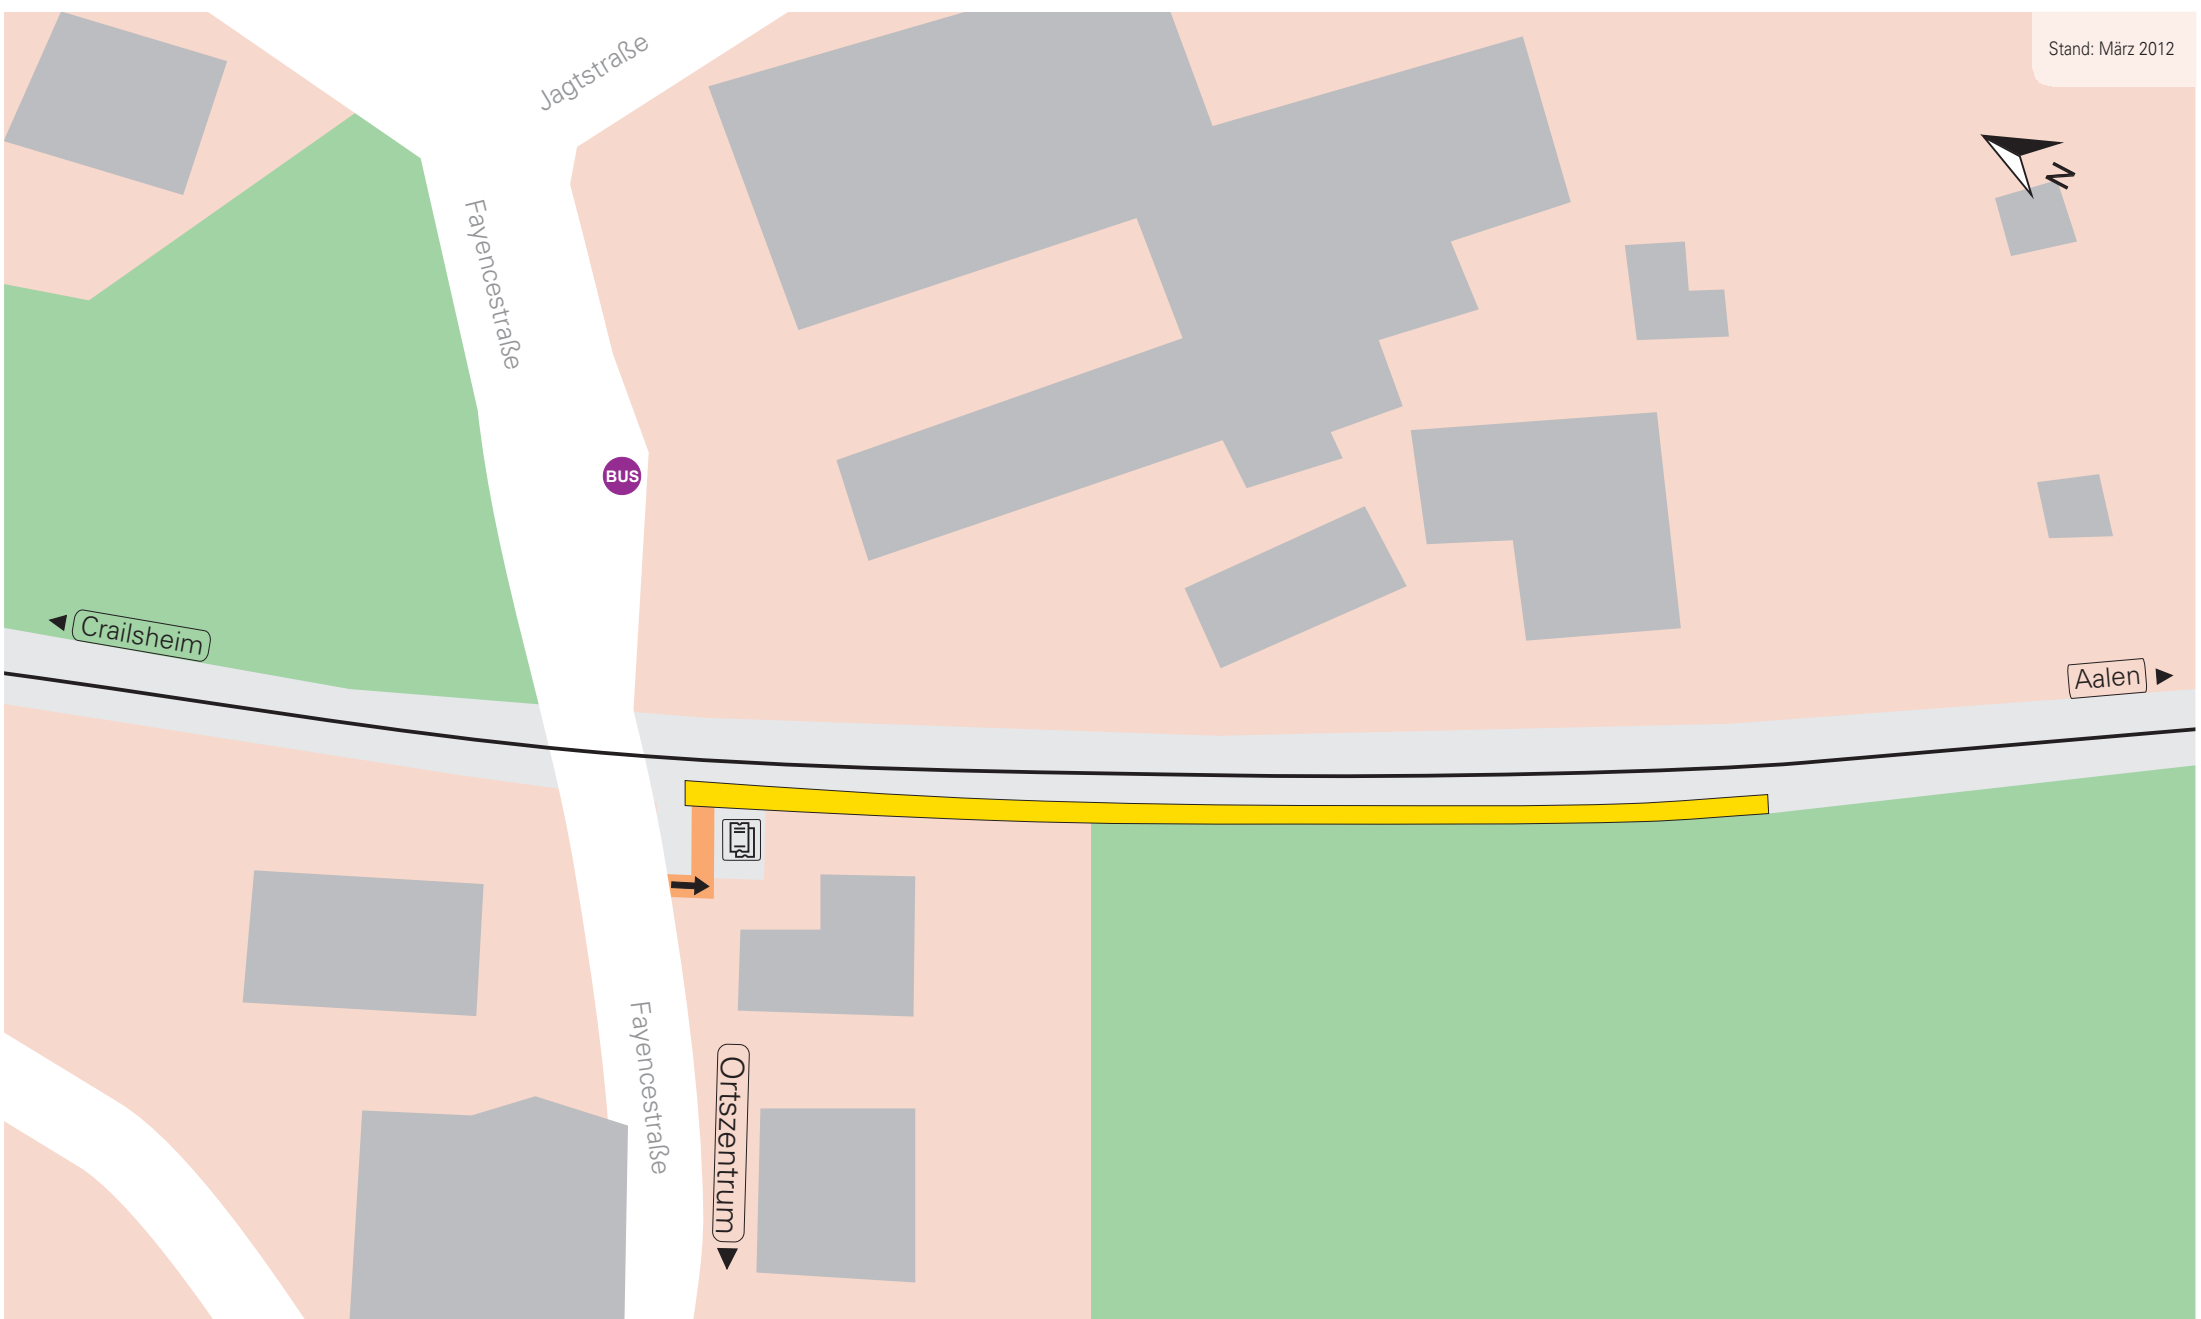 Stand: März 2012
Jagtstraße
N
Fayencestraße
BUS
Crailsheim
Aalen
Fayencestraße
Ortszentrum